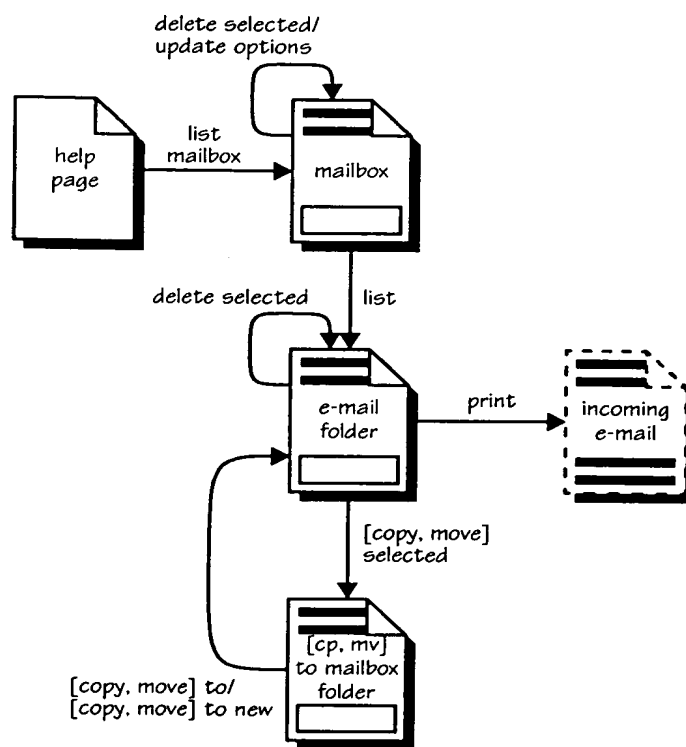 delete selected/
update options
help
page
list
mailbox
mailbox
delete selected
list
e-mail
folder
print
incoming
e-mail
[copy, move]
selected
[cp, mv]
to mailbox
folder
[copy, move] to/
[copy, move] to new